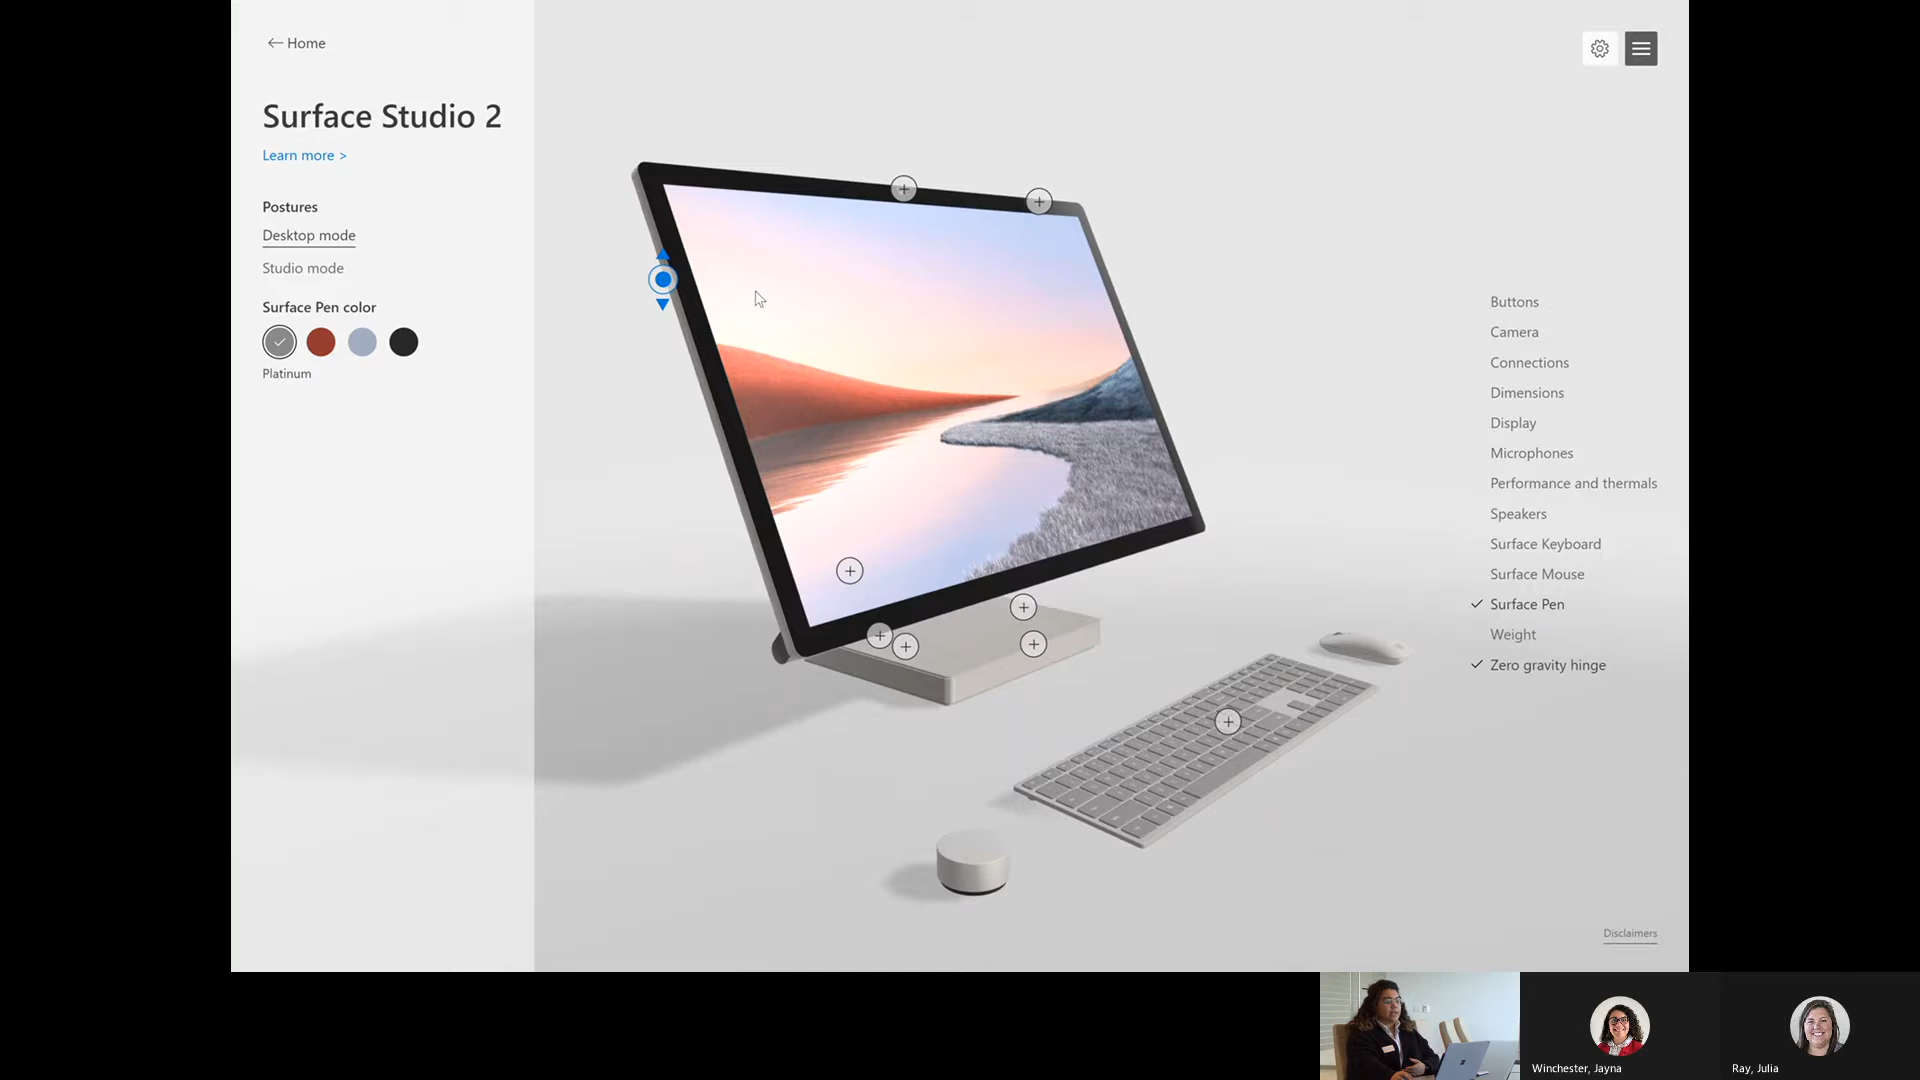 Home
Surface Studio 2
Learn more >
Postures
Desktop mode
Studio mode
Surface Pen color
Platinum
Buttons
Camera
Connections
Dimensions
Display
Microphones
Performance and thermals
Speakers
Surface Keyboard
Surface Mouse
Surface Pen
Weight
Zero gravity hinge
Disclaimers
Winchester, Jayna
Ray, Julia